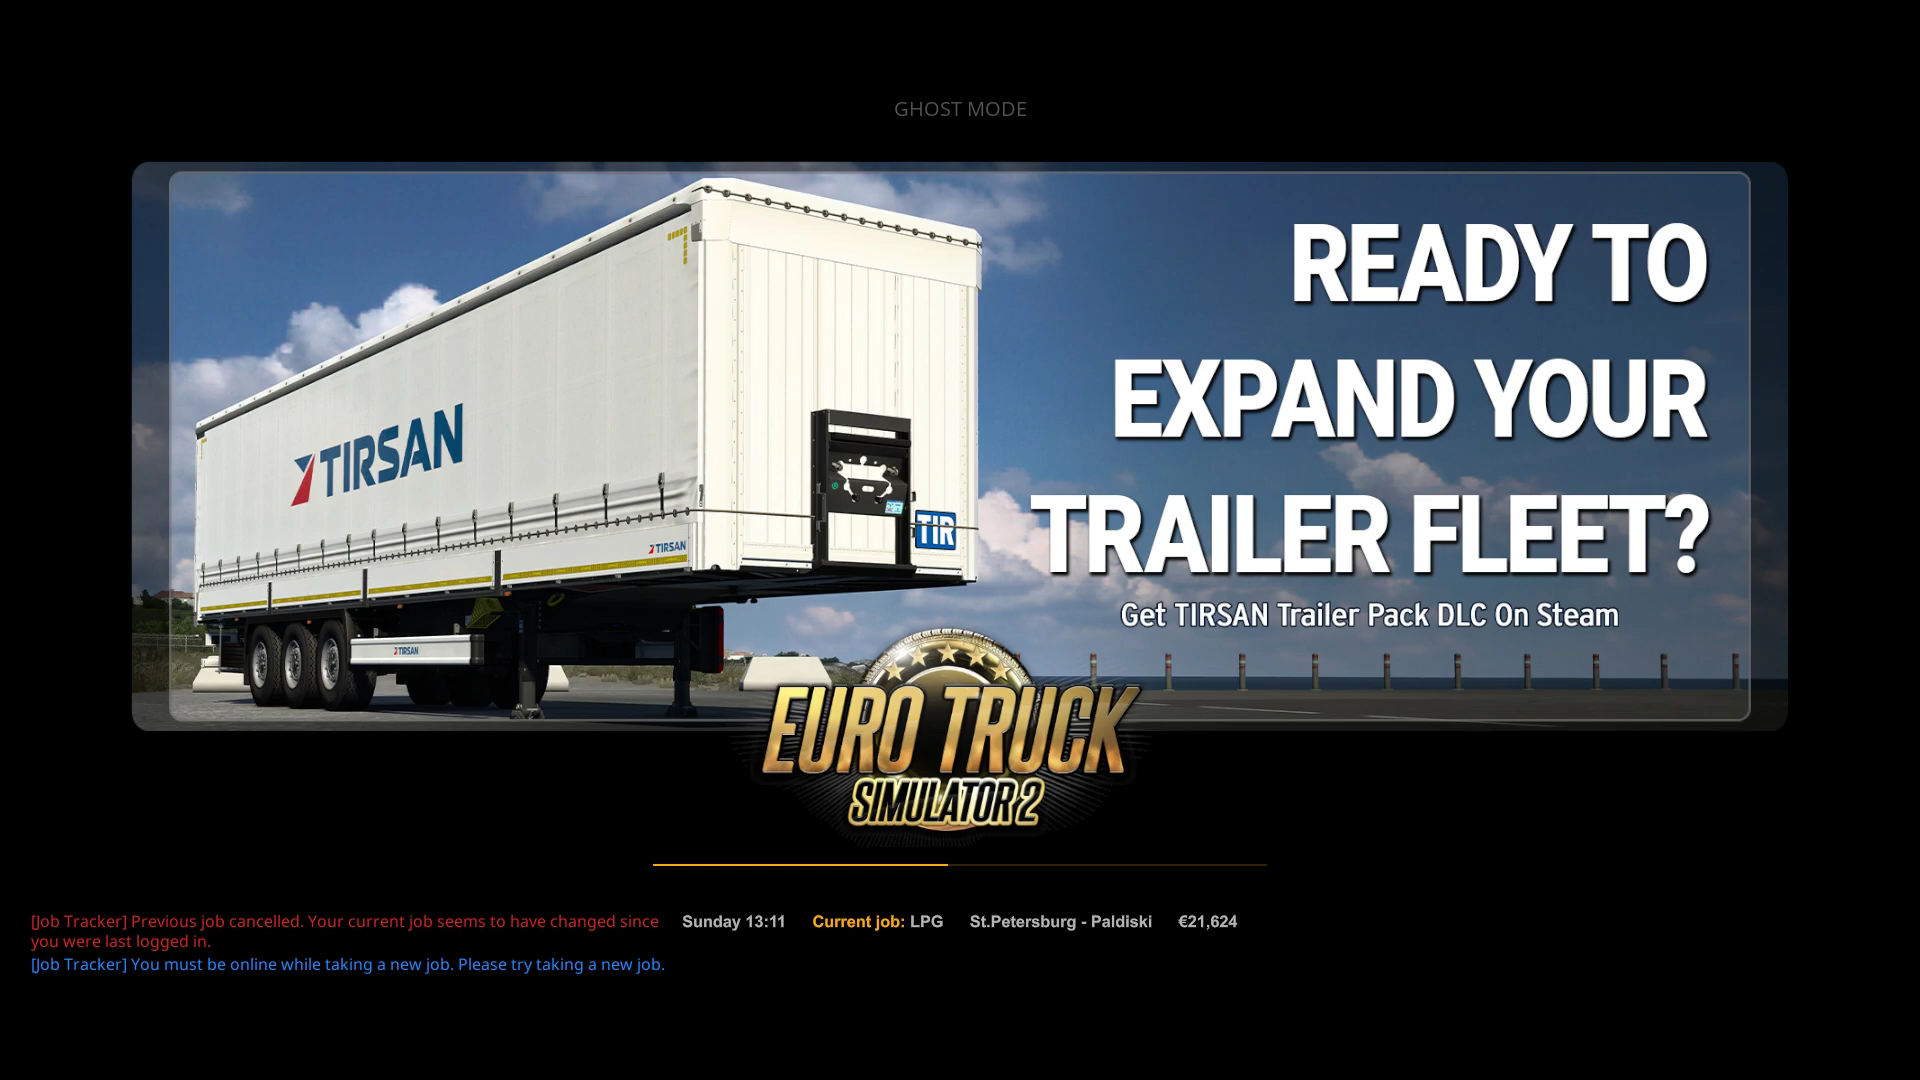 GHOST MODE
READY TO
EXPAND YOUR
TRAILER FLEET?
Get TIRSAN Trailer Pack DLC On Steam
TIRSAN
TIR
TIRSAN
TIRSAN
EURO TRUCK
SIMULATOR 2
[Job Tracker] Previous job cancelled. Your current job seems to have changed since
you were last logged in.
[Job Tracker] You must be online while taking a new job. Please try taking a new job.
Sunday 13:11 Current job: LPG St.Petersburg - Paldiski €21,624